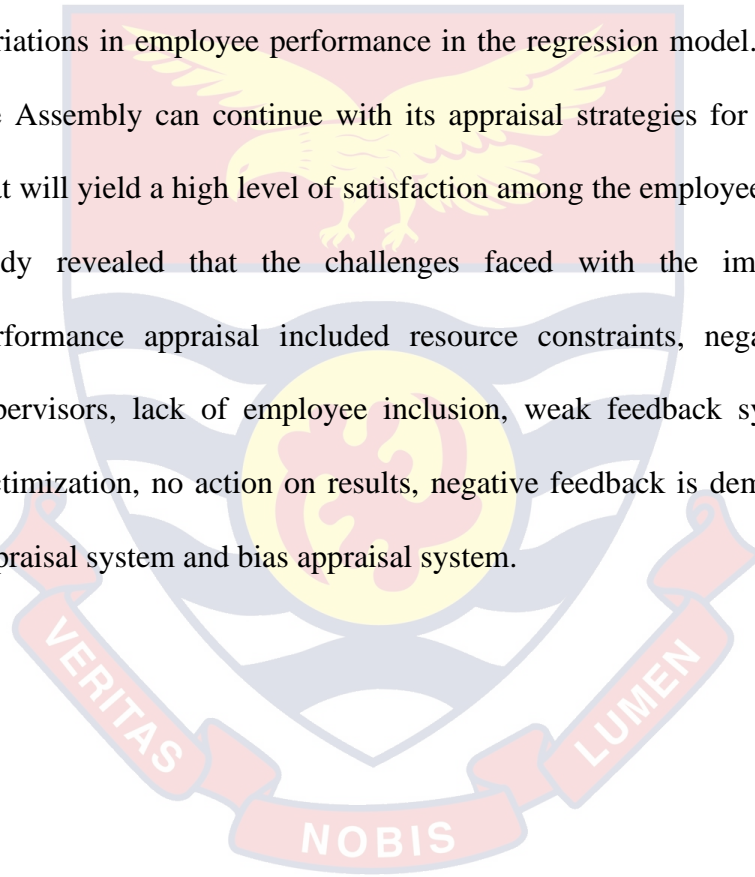 riations in employee performance in the regression model.
Assembly can continue with its appraisal strategies for
at will yield a high level of satisfaction among the employee
dy revealed that the challenges faced with the im
rformance appraisal included resource constraints, nega
pervisors, lack of employee inclusion, weak feedback sy
ctimization, no action on results, negative feedback is dem
praisal system and bias appraisal system.
VERITAS
NOBIS
LUMEN